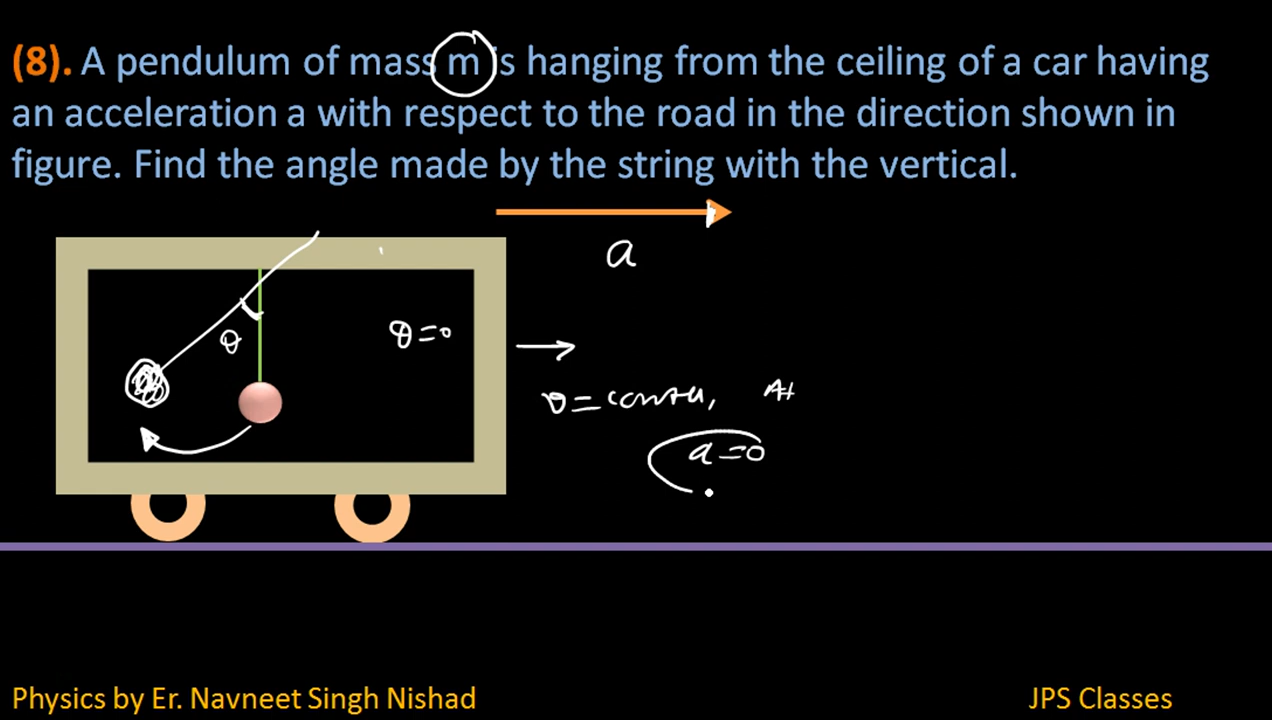 (8). A pendulum of mass m is hanging from the ceiling of a car having
an acceleration a with respect to the road in the direction shown in
figure. Find the angle made by the string with the vertical.
a
θ
θ=0
a=0
Physics by Er. Navneet Singh Nishad
JPS Classes